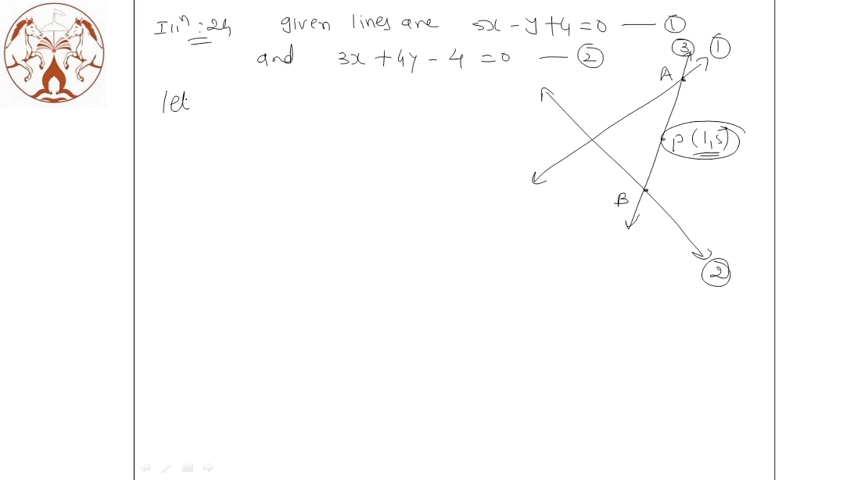 Illⁿ:24 given lines are 5x - y + 4 = 0 — ①
and 3x + 4y - 4 = 0 — ②
let
③ ①
A
P (1,5)
B
②